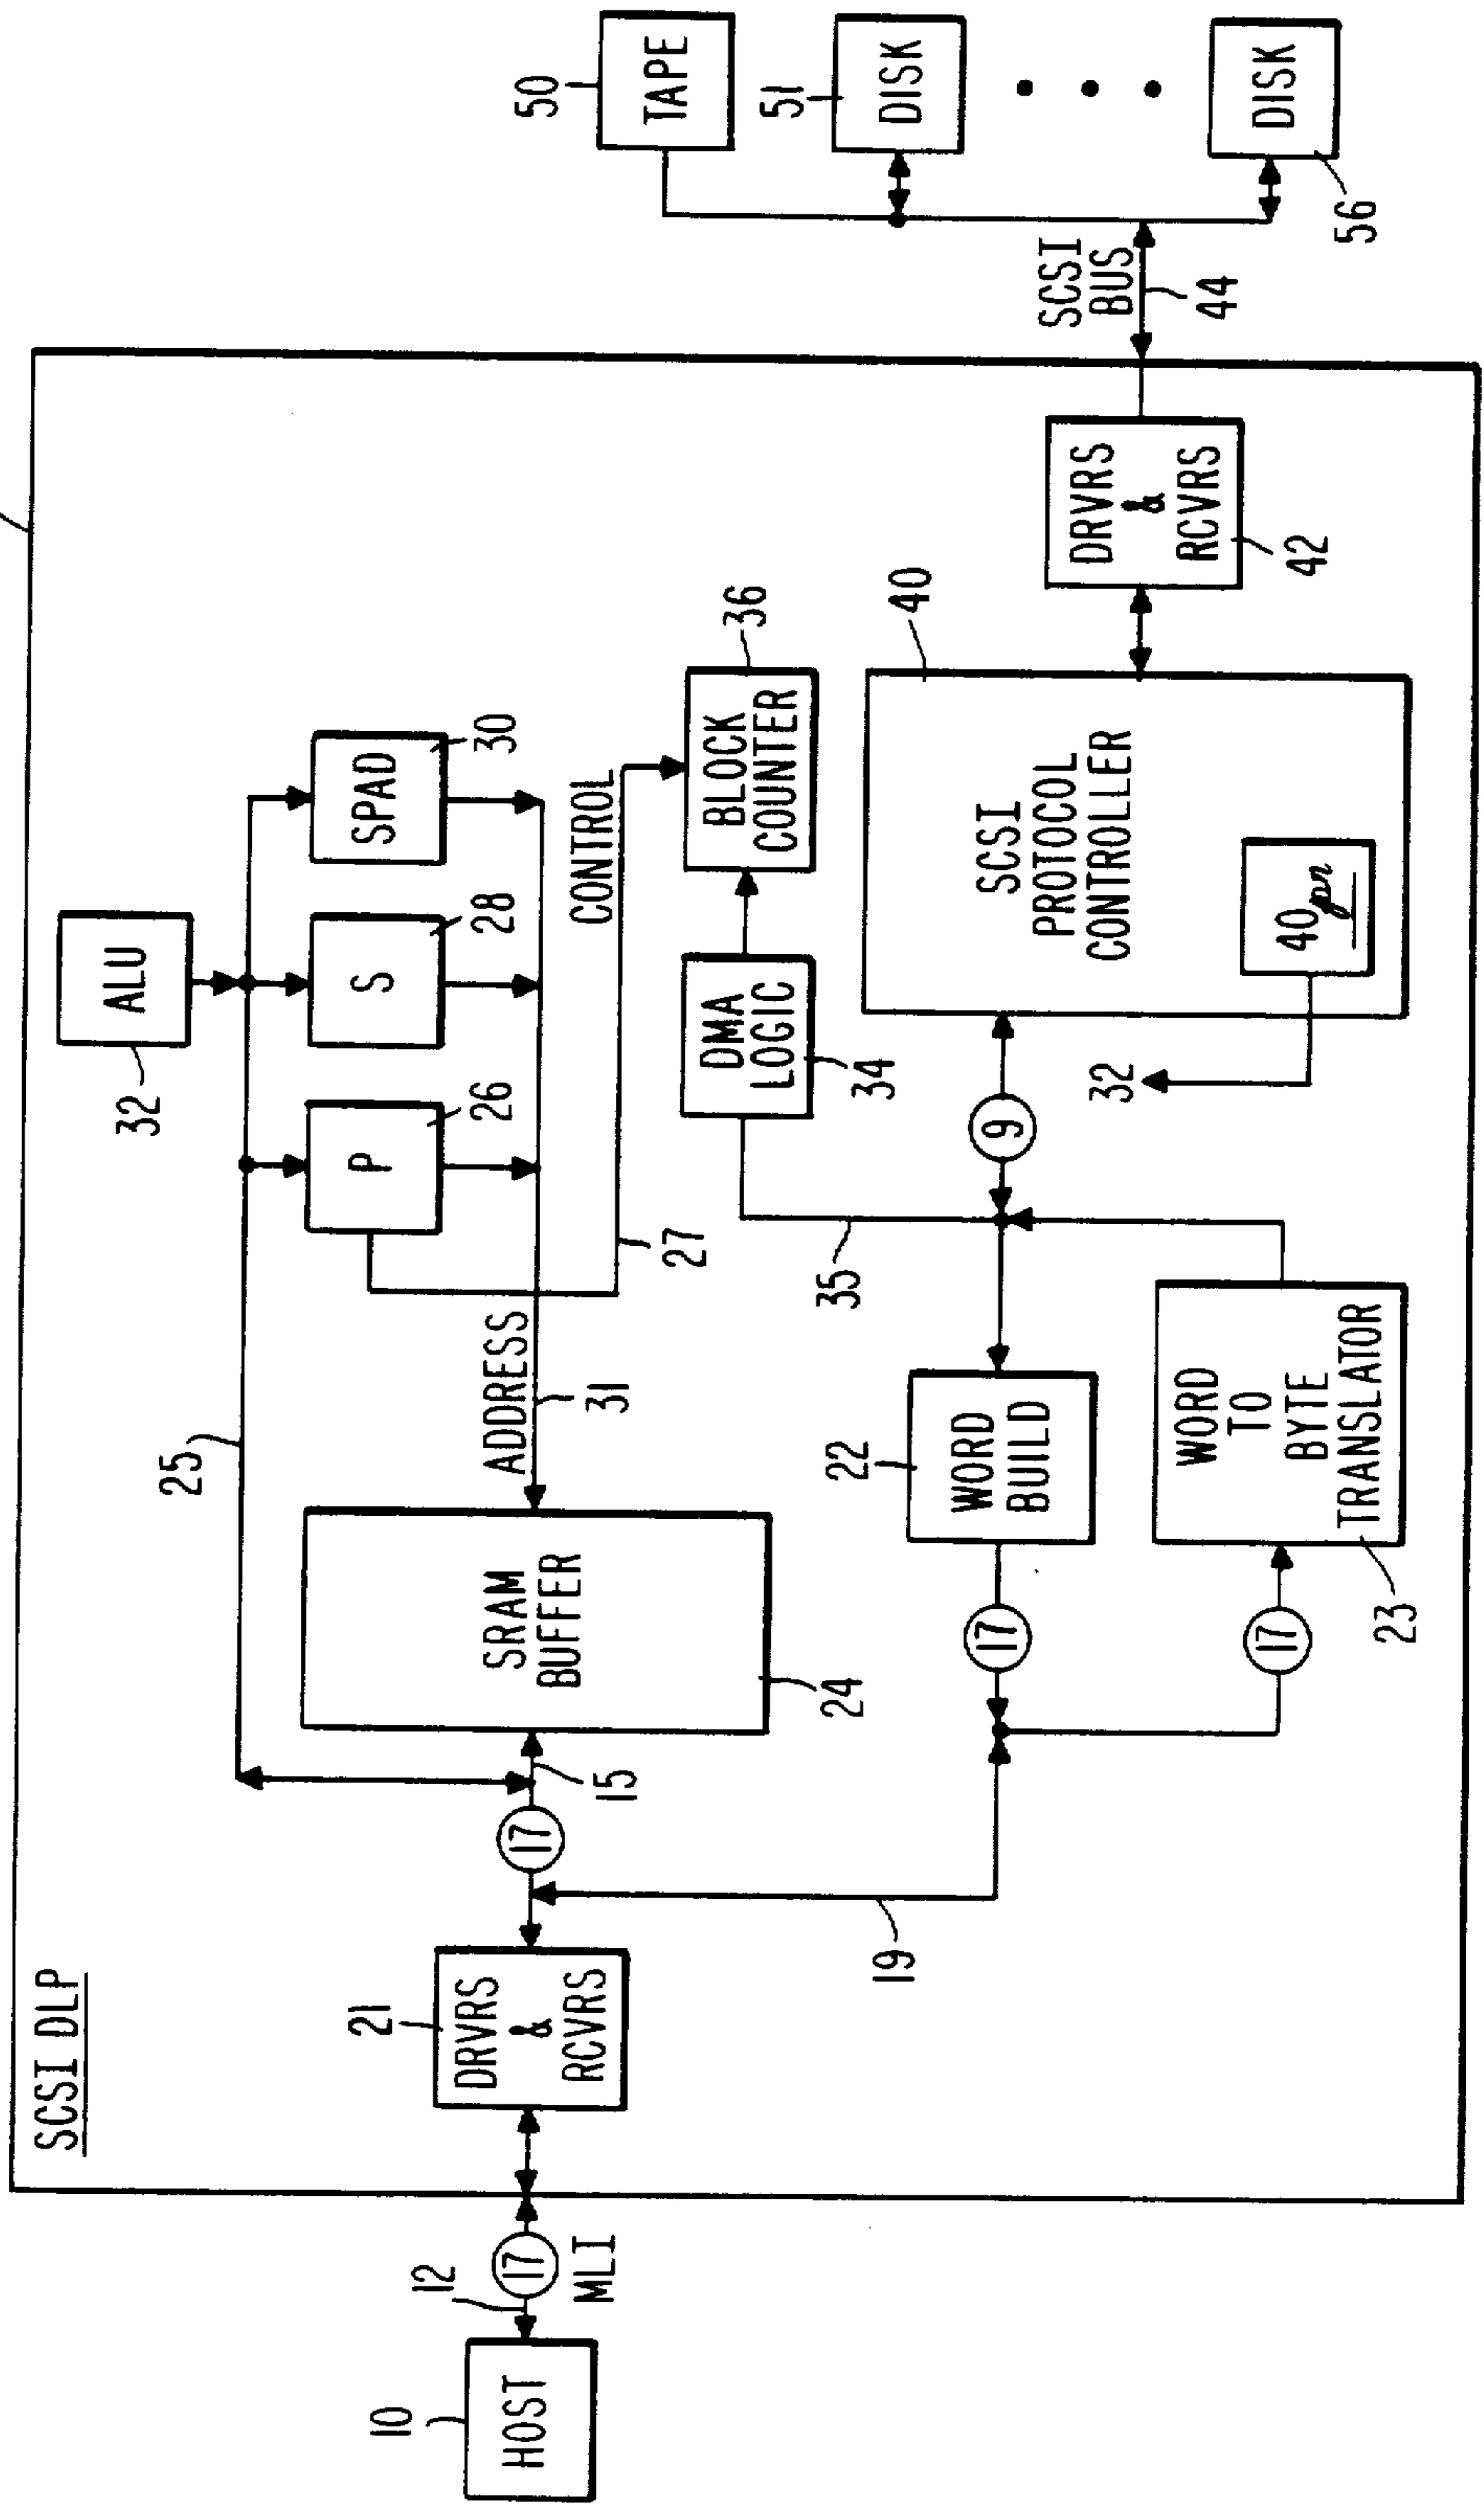 SCSI DLP
32
ALU
25
P
26
S
28
SPAD
30
50
TAPE
10
HOST
12
17
MLI
21
DRVRS
&
RCVRS
17
15
SRAM
BUFFER
24
ADDRESS
31
27
CONTROL
BLOCK
COUNTER
36
DMA
LOGIC
34
35
51
DISK
19
17
22
WORD
BUILD
9
SCSI
PROTOCOL
CONTROLLER
40
32
40
DRVRS
&
RCVRS
42
SCSI
BUS
44
17
WORD
TO
BYTE
TRANSLATOR
23
DISK
56